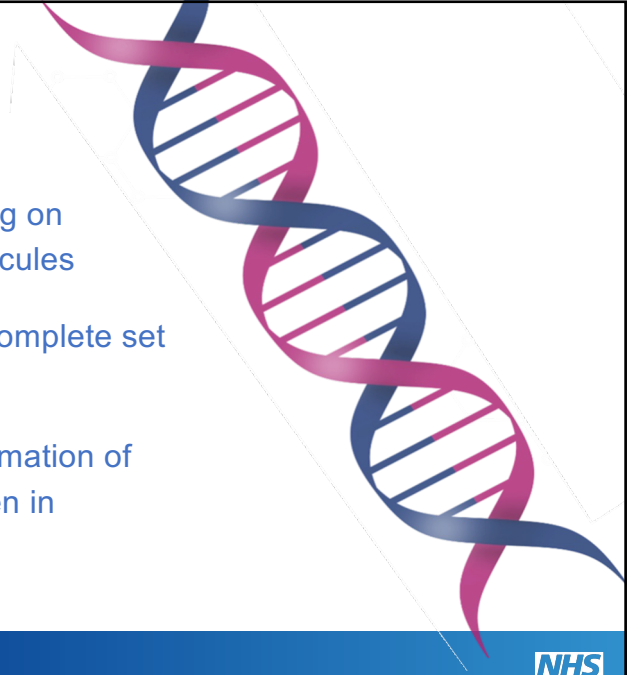 g on
cules
omplete set
mation of
en in
NHS